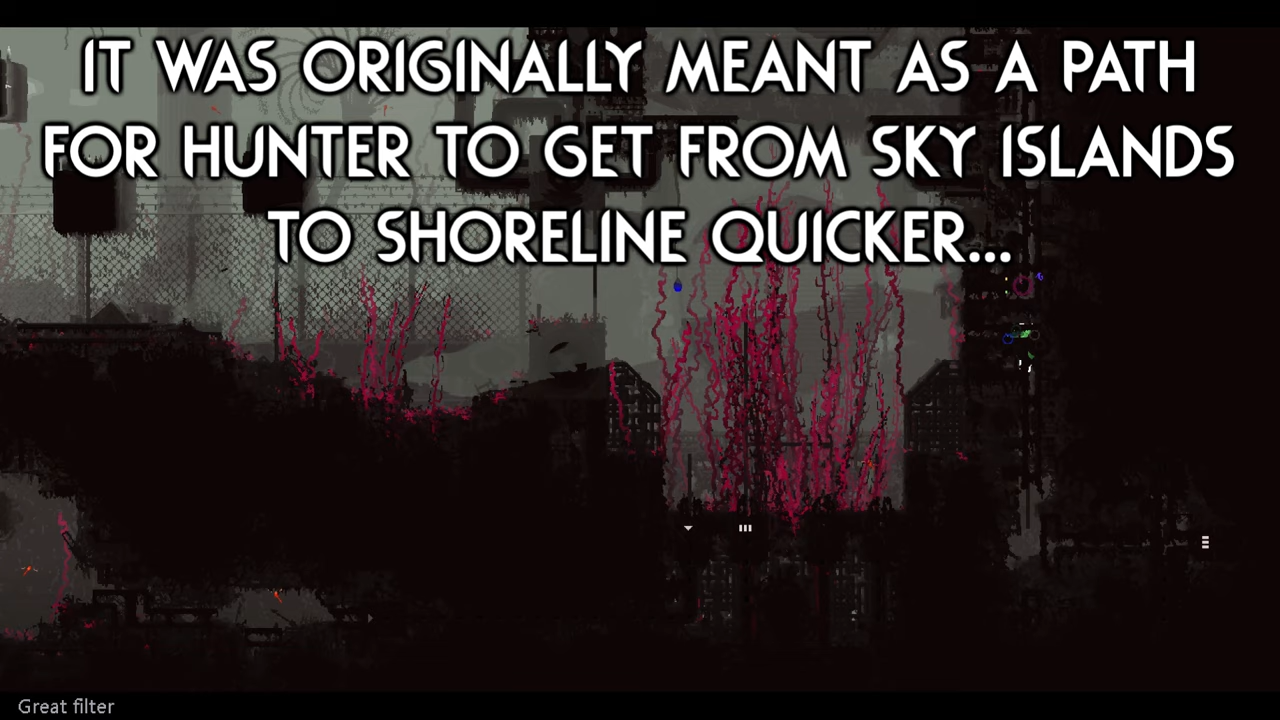 IT WAS ORIGINALLY MEANT AS A PATH
FOR HUNTER TO GET FROM SKY ISLANDS
TO SHORELINE QUICKER...
Great filter